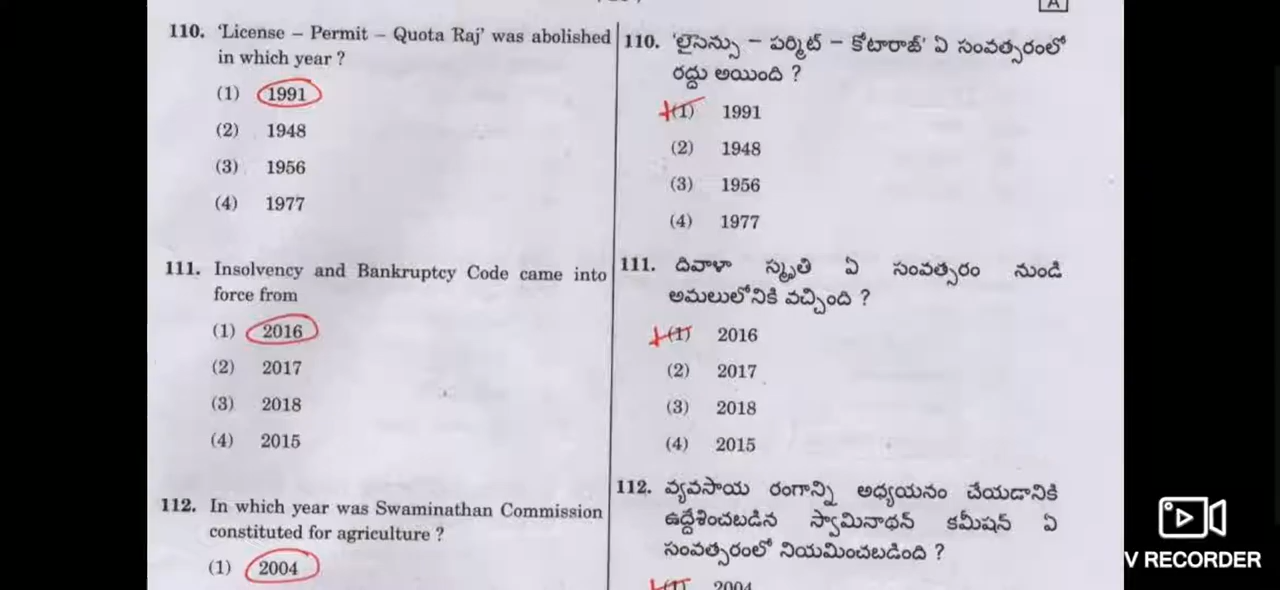 A
110. 'License – Permit – Quota Raj' was abolished
in which year ?
(1) 1991
(2) 1948
(3) 1956
(4) 1977
111. Insolvency and Bankruptcy Code came into
force from
(1) 2016
(2) 2017
(3) 2018
(4) 2015
112. In which year was Swaminathan Commission
constituted for agriculture ?
(1) 2004
110. 'లైసెన్సు – పర్మిట్ – కోటారాజ్' ఏ సంవత్సరంలో
రద్దు అయింది ?
(1) 1991
(2) 1948
(3) 1956
(4) 1977
111. దివాళా స్మృతి ఏ సంవత్సరం నుండి
అమలులోనికి వచ్చింది ?
(1) 2016
(2) 2017
(3) 2018
(4) 2015
112. వ్యవసాయ రంగాన్ని అధ్యయనం చేయడానికి
ఉద్దేశించబడిన స్వామినాథన్ కమీషన్ ఏ
సంవత్సరంలో నియమించబడింది ?
(1) 2004
V RECORDER